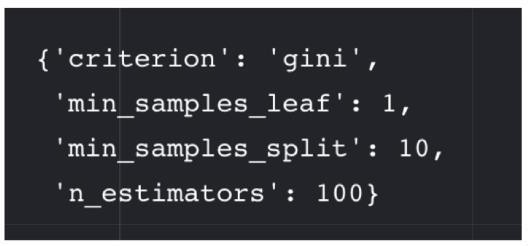 {'criterion': 'gini',
'min_samples_leaf': 1,
'min_samples_split': 10,
'n_estimators': 100}